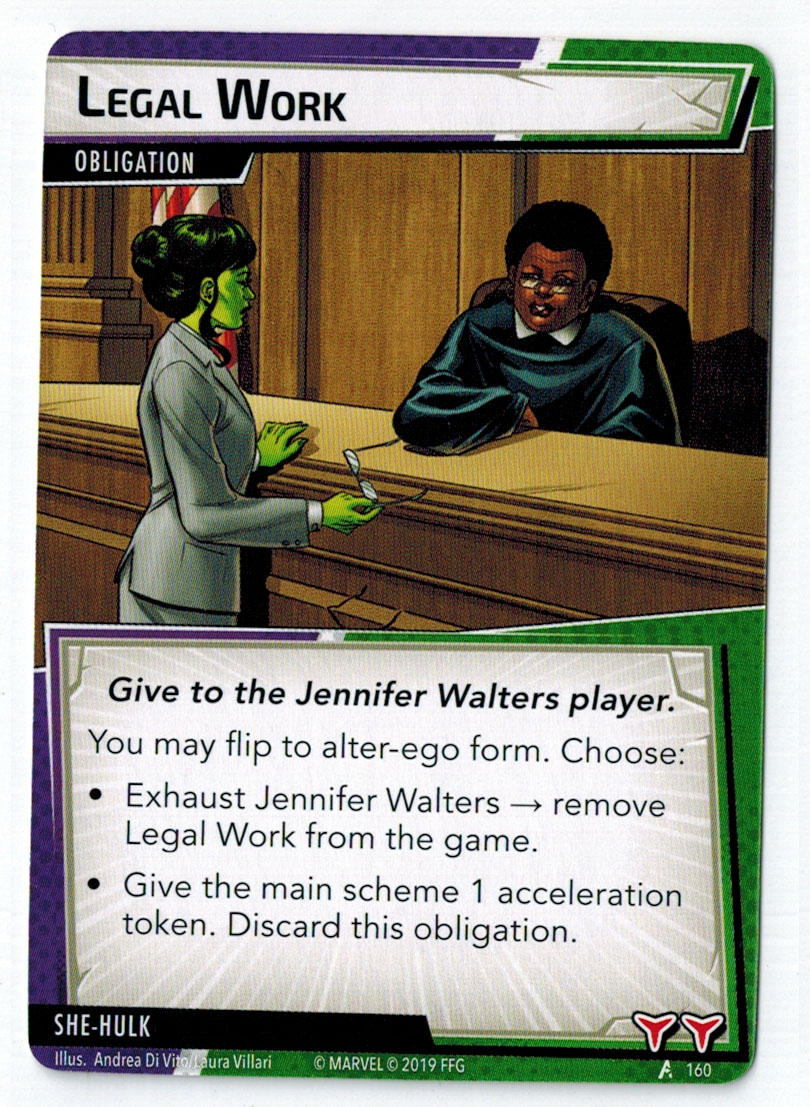 Legal Work
OBLIGATION
Give to the Jennifer Walters player.
You may flip to alter-ego form. Choose:
• Exhaust Jennifer Walters → remove
Legal Work from the game.
• Give the main scheme 1 acceleration
token. Discard this obligation.
SHE-HULK
Illus. Andrea Di Vito/Laura Villari © MARVEL © 2019 FFG 160